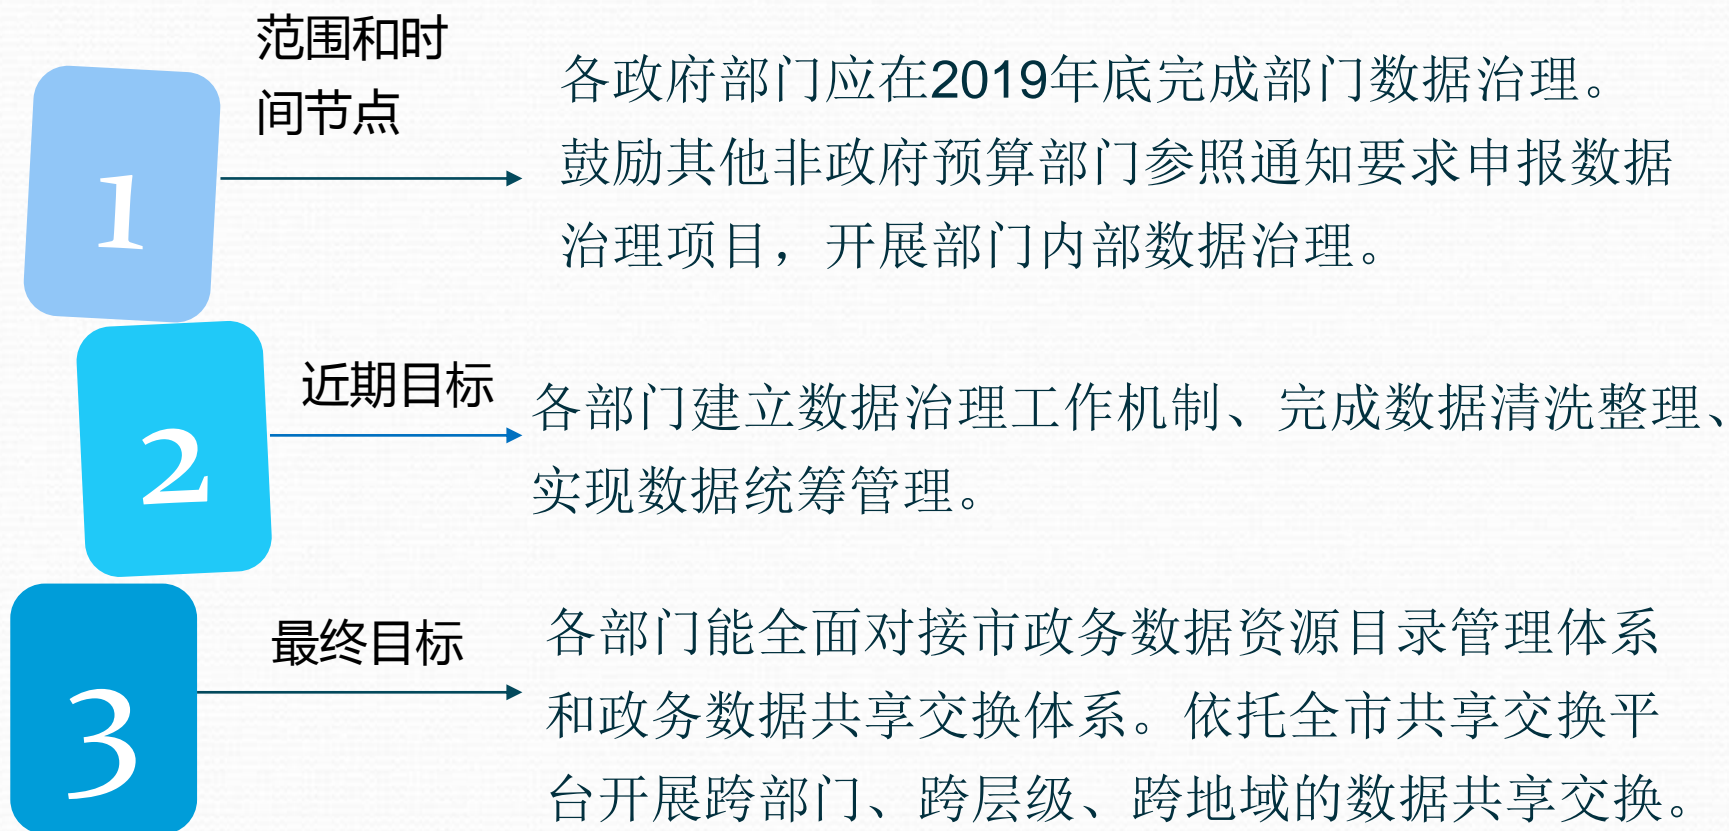 范围和时
间节点
1
各政府部门应在2019年底完成部门数据治理。
鼓励其他非政府预算部门参照通知要求申报数据
治理项目，开展部门内部数据治理。
2
近期目标
各部门建立数据治理工作机制、完成数据清洗整理、
实现数据统筹管理。
3
最终目标
各部门能全面对接市政务数据资源目录管理体系
和政务数据共享交换体系。依托全市共享交换平
台开展跨部门、跨层级、跨地域的数据共享交换。